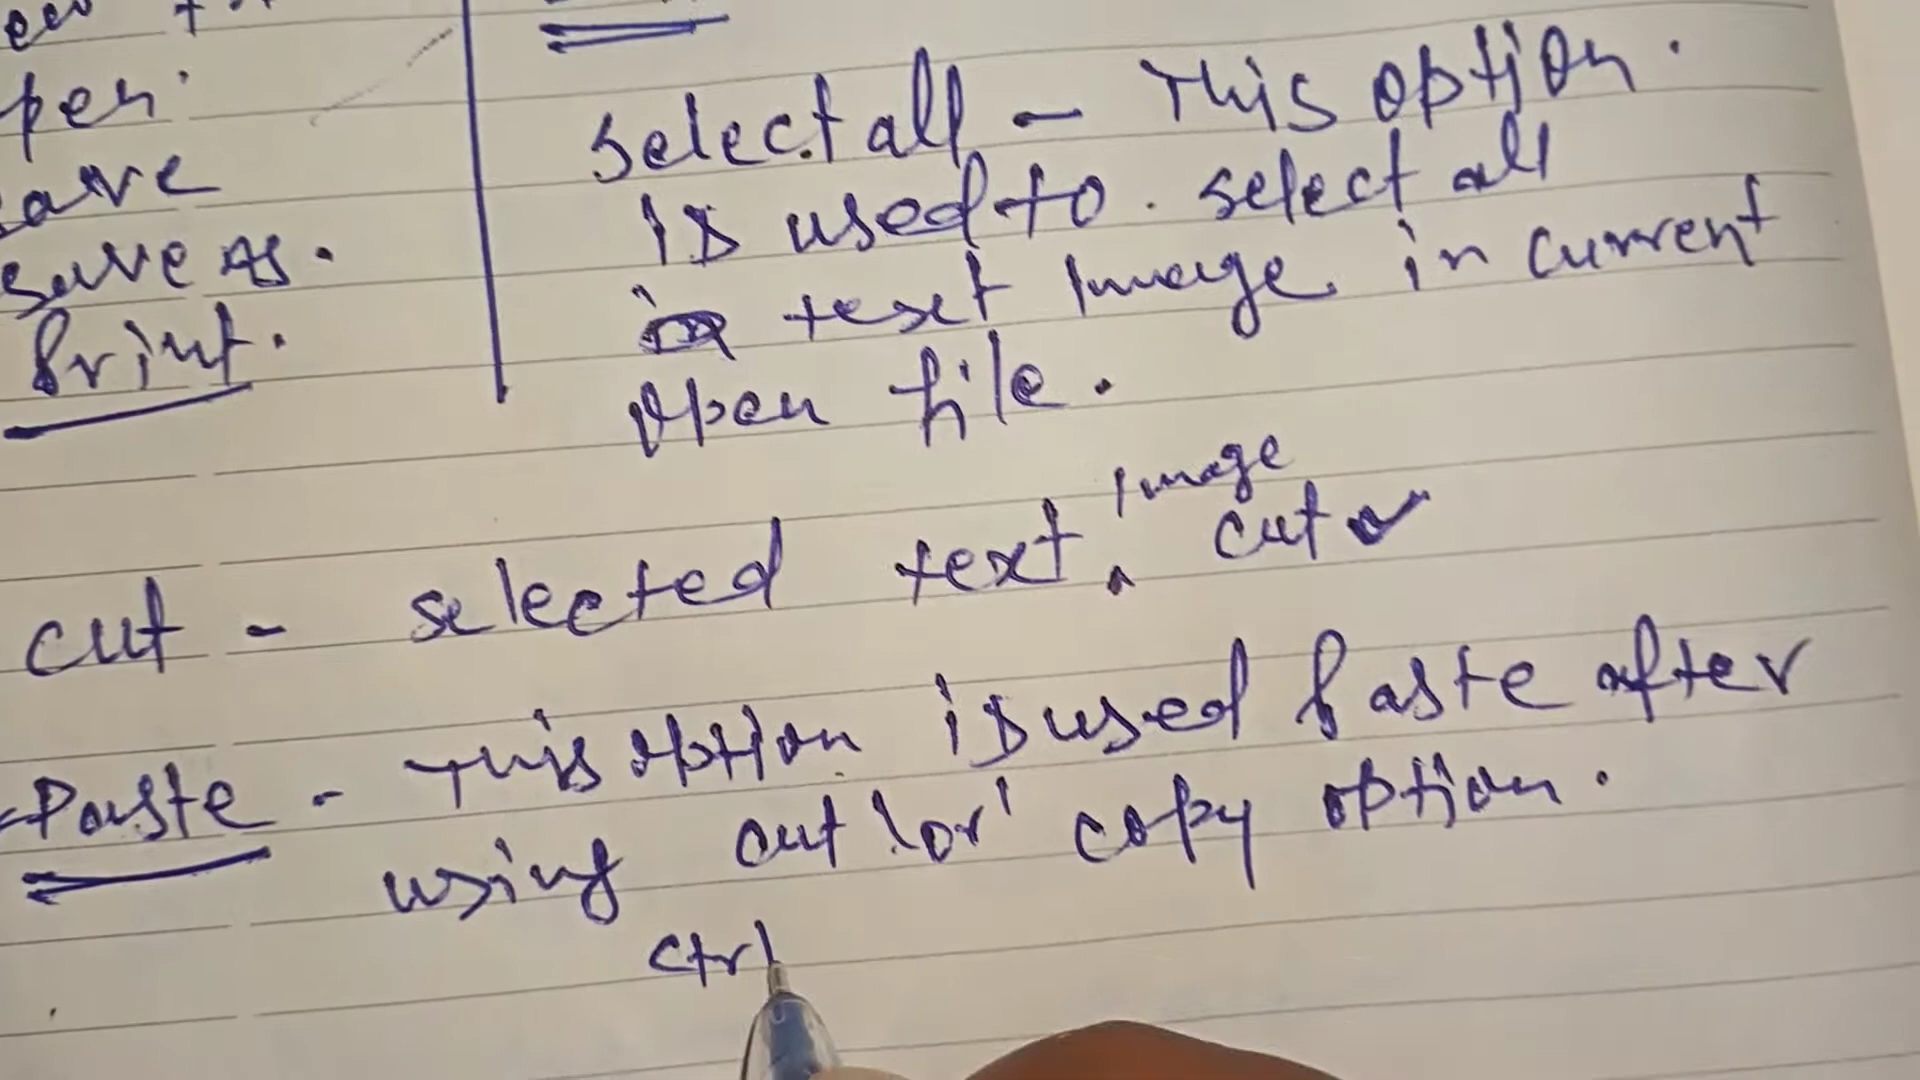 pen.
save
save as.
Print.
select all - This option.
is used to. select all
text Image in current
open file.
Image
cut - selected text cut
Paste - This option is used Paste after
using cut 'or' copy option.
ctrl